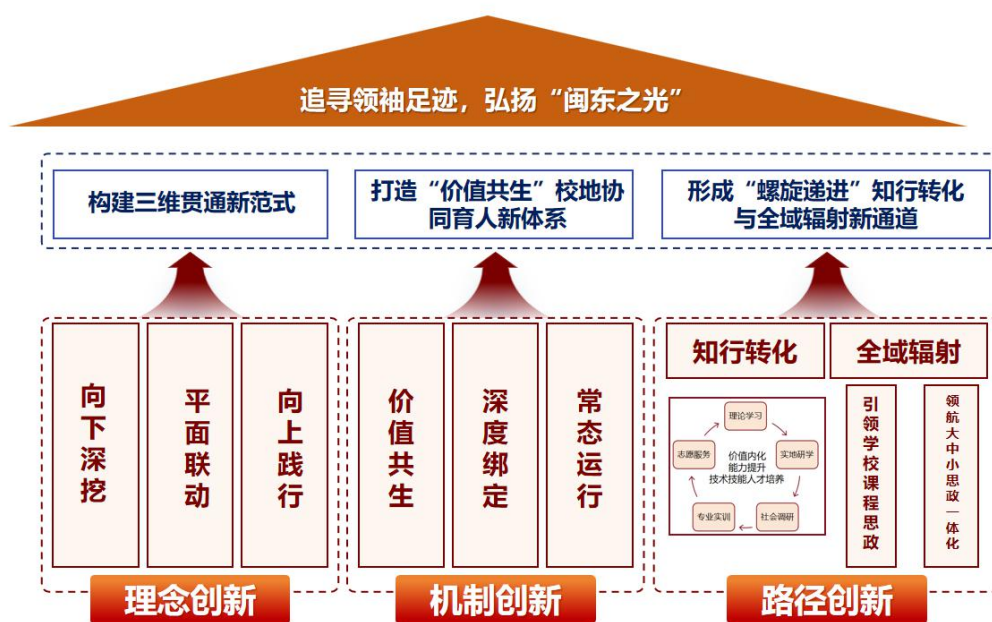 追寻领袖足迹，弘扬“闽东之光”
构建三维贯通新范式
打造“价值共生”校地协
同育人新体系
形成“螺旋递进”知行转化
与全域辐射新通道
向下深挖
平面联动
向上践行
理念创新
价值共生
深度绑定
常态运行
机制创新
知行转化
理论学习
实地研学
社会调研
专业实训
志愿服务
价值内化
能力提升
技术技能人才培养
全域辐射
引领学校课程思政
领航大中小思政一体化
路径创新